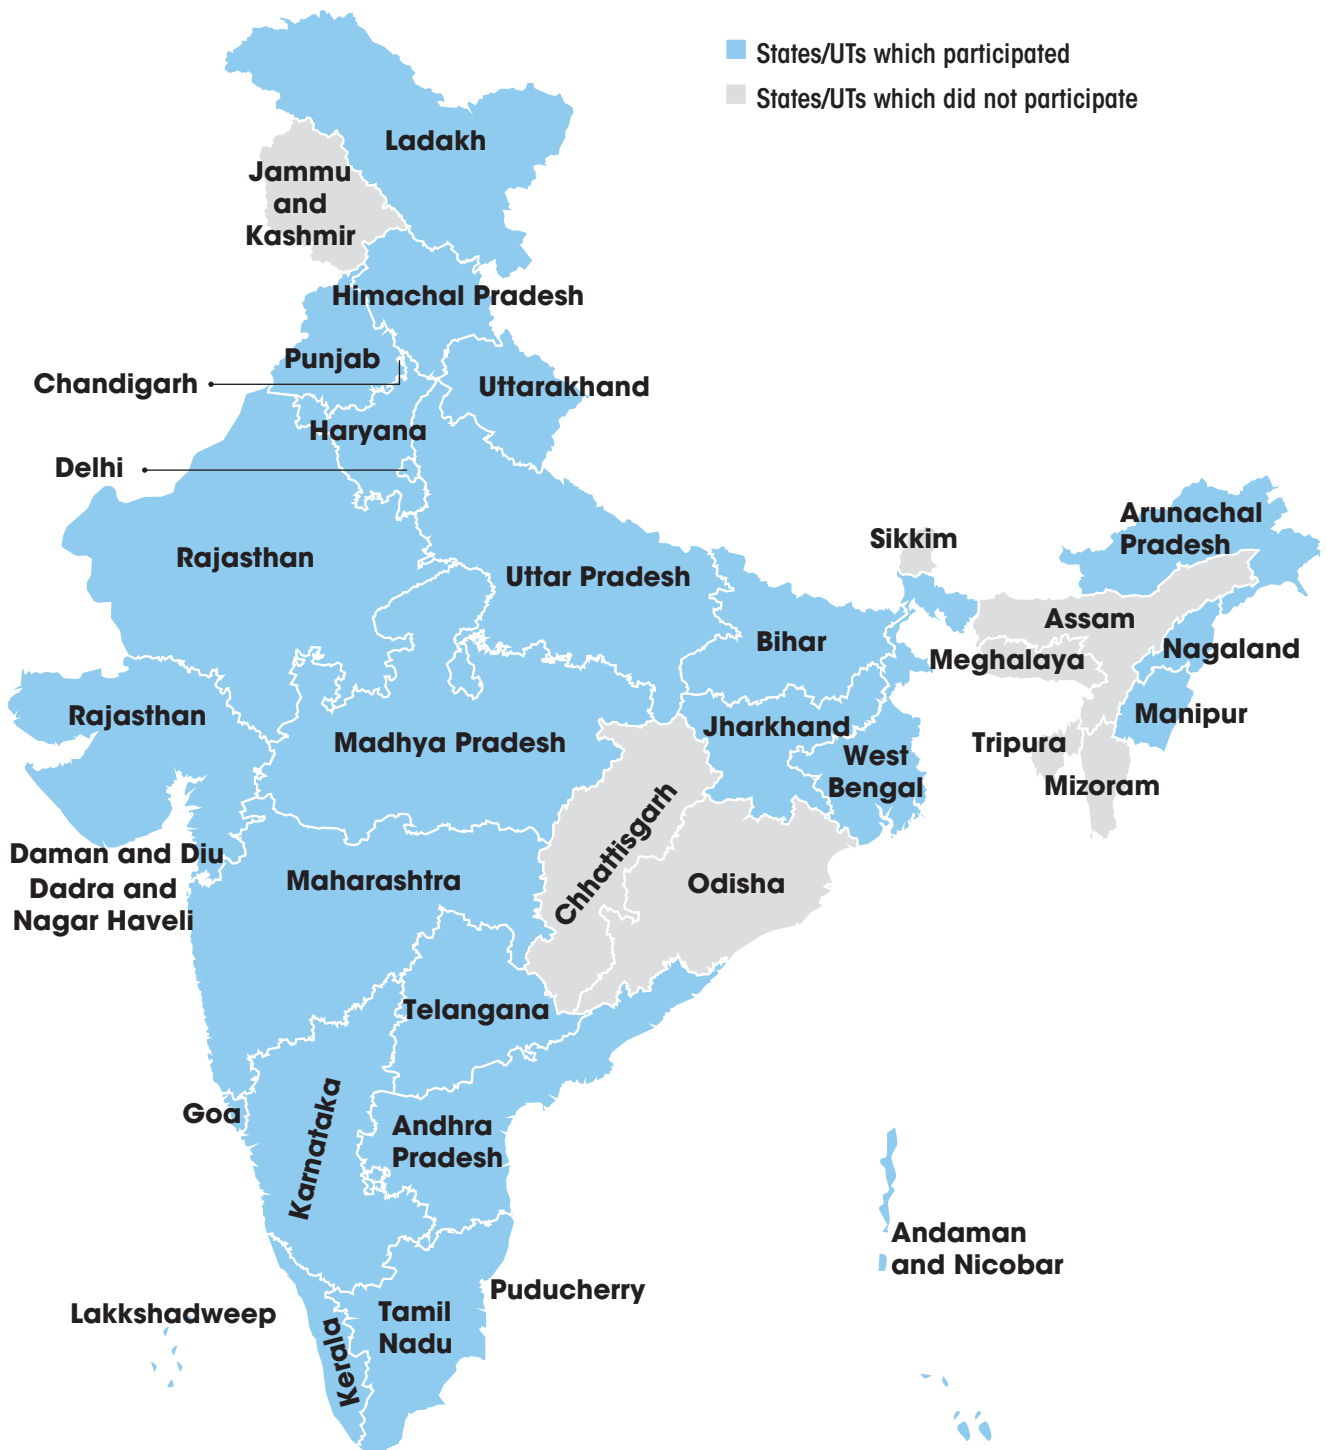 States/UTs which participated
States/UTs which did not participate
Ladakh
Jammu
and
Kashmir
Himachal Pradesh
Punjab
Chandigarh
Uttarakhand
Haryana
Delhi
Arunachal
Pradesh
Sikkim
Rajasthan
Uttar Pradesh
Assam
Bihar
Nagaland
Meghalaya
Rajasthan
Manipur
Jharkhand
Madhya Pradesh
Tripura
West
Bengal
Mizoram
Chhattisgarh
Daman and Diu
Dadra and
Nagar Haveli
Maharashtra
Odisha
Telangana
Goa
Karnataka
Andhra
Pradesh
Andaman
and Nicobar
Puducherry
Lakkshadweep
Tamil
Nadu
Kerala